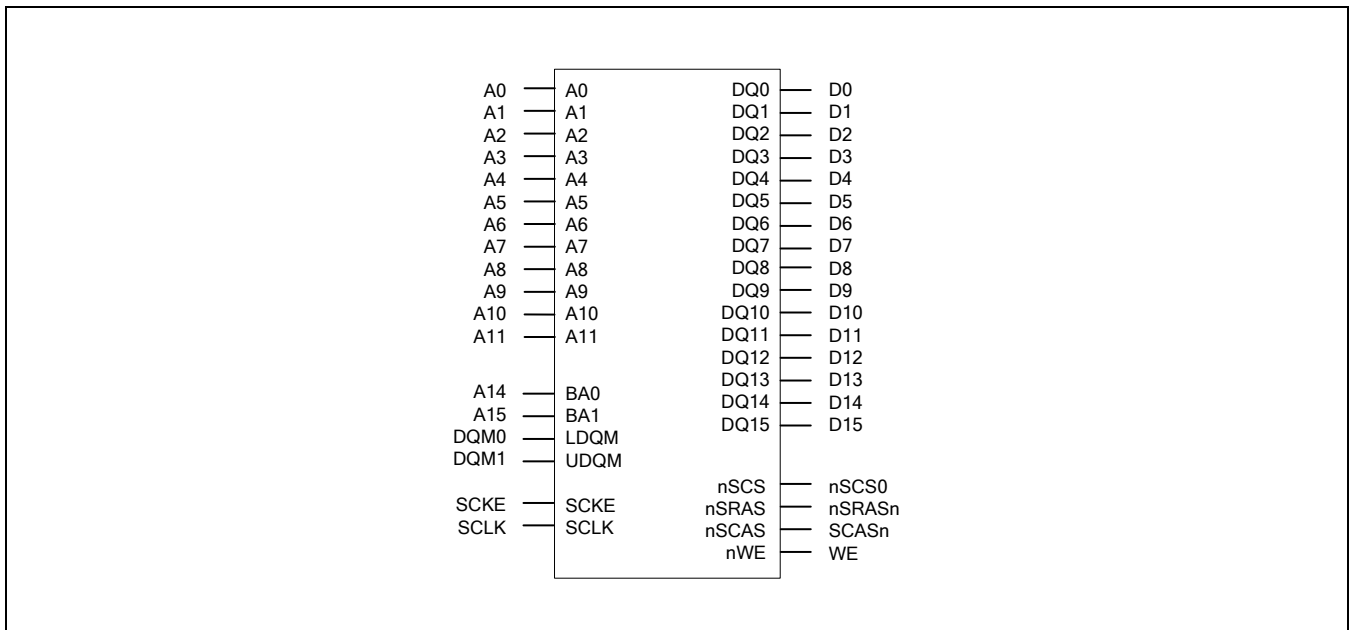 A0 A0 DQ0 D0
A1 A1 DQ1 D1
A2 A2 DQ2 D2
A3 A3 DQ3 D3
A4 A4 DQ4 D4
A5 A5 DQ5 D5
A6 A6 DQ6 D6
A7 A7 DQ7 D7
A8 A8 DQ8 D8
A9 A9 DQ9 D9
A10 A10 DQ10 D10
A11 A11 DQ11 D11
DQ12 D12
DQ13 D13
A14 BA0 DQ14 D14
A15 BA1 DQ15 D15
DQM0 LDQM
DQM1 UDQM
nSCS nSCS0
SCKE SCKE nSRAS nSRASn
SCLK SCLK nSCAS SCASn
nWE WE